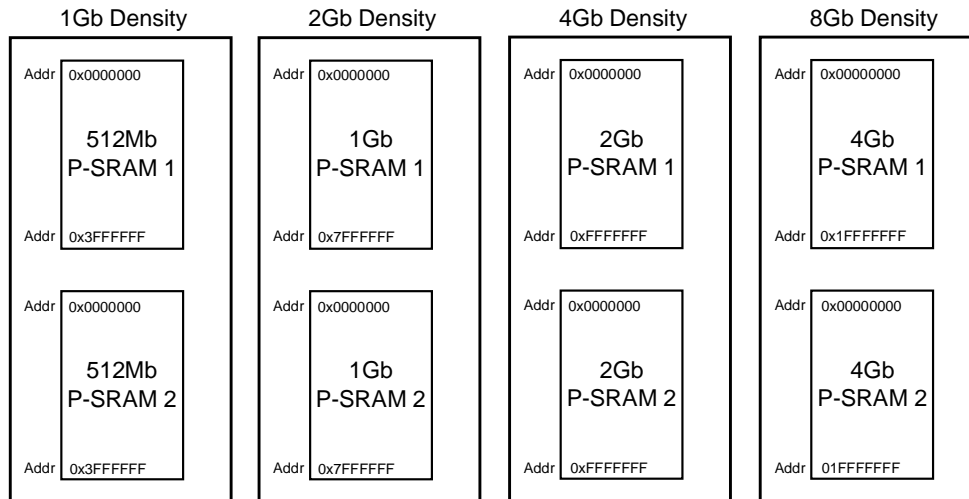 1Gb Density
Addr 0x0000000
512Mb
P-SRAM 1
Addr 0x3FFFFFF
Addr 0x0000000
512Mb
P-SRAM 2
Addr 0x3FFFFFF
2Gb Density
Addr 0x0000000
1Gb
P-SRAM 1
Addr 0x7FFFFFF
Addr 0x0000000
1Gb
P-SRAM 2
Addr 0x7FFFFFF
4Gb Density
Addr 0x0000000
2Gb
P-SRAM 1
Addr 0xFFFFFFF
Addr 0x0000000
2Gb
P-SRAM 2
Addr 0xFFFFFFF
8Gb Density
Addr 0x00000000
4Gb
P-SRAM 1
Addr 0x1FFFFFFF
Addr 0x00000000
4Gb
P-SRAM 2
Addr 01FFFFFFF